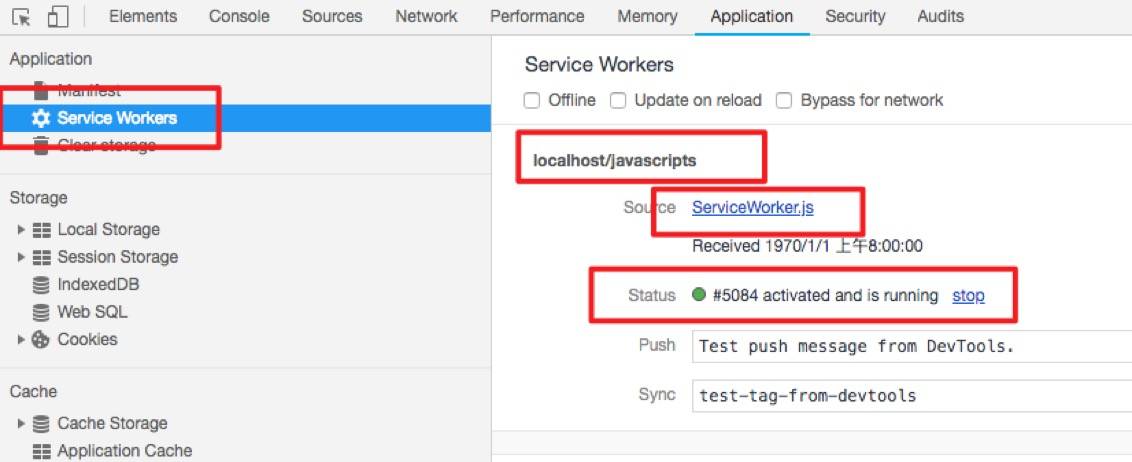 Elements Console Sources Network Performance Memory Application Security Audits
Application
Manifest
Service Workers
Clear storage
Storage
Local Storage
Session Storage
IndexedDB
Web SQL
Cookies
Cache
Cache Storage
Application Cache
Service Workers
Offline Update on reload Bypass for network
localhost/javascripts
Source ServiceWorker.js
Received 1970/1/1 上午8:00:00
Status #5084 activated and is running stop
Push Test push message from DevTools.
Sync test-tag-from-devtools